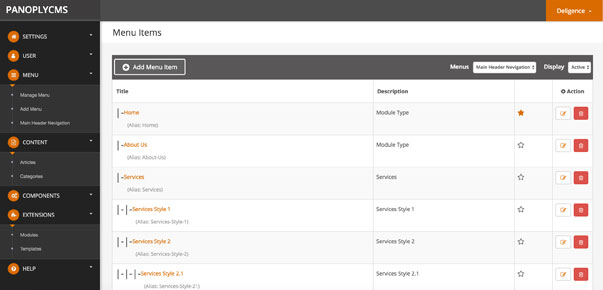 PANOPLYCMS
Deligence
SETTINGS
USER
MENU
Manage Menu
Add Menu
Main Header Navigation
CONTENT
Articles
Categories
COMPONENTS
EXTENSIONS
Modules
Templates
HELP
Menu Items
Add Menu Item
Menus Main Header Navigation Display Active
Title Description Action
|-Home Module Type
(Alias: Home)
|-About Us Module Type
(Alias: About-Us)
|-Services Services
(Alias: Services)
|-|-Services Style 1 Services Style 1
(Alias: Services-Style-1)
|-|-Services Style 2 Services Style 2
(Alias: Services-Style-2)
|-|-|-Services Style 2.1 Services Style 2.1
(Alias: Services-Style-21)